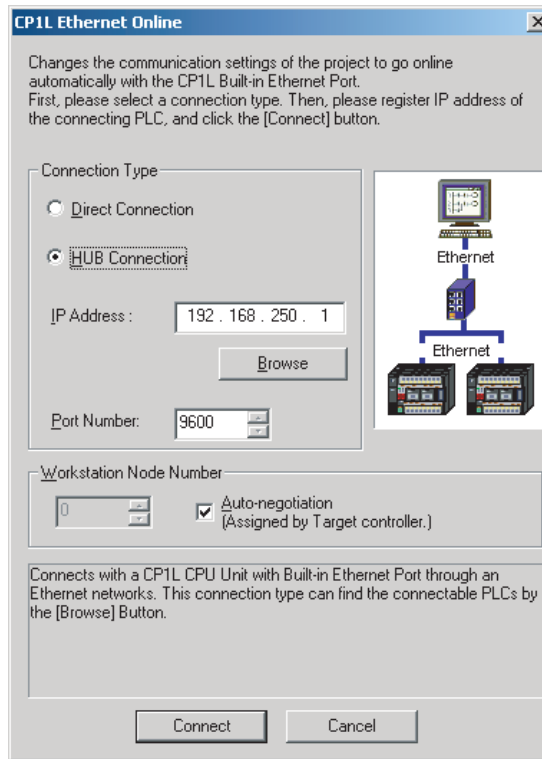 CP1L Ethernet Online
Changes the communication settings of the project to go online
automatically with the CP1L Built-in Ethernet Port.
First, please select a connection type. Then, please register IP address of
the connecting PLC, and click the [Connect] button.
Connection Type
Direct Connection
HUB Connection
IP Address :
192 . 168 . 250 . 1
Browse
Port Number:
9600
Ethernet
Ethernet
Workstation Node Number
0
Auto-negotiation
(Assigned by Target controller.)
Connects with a CP1L CPU Unit with Built-in Ethernet Port through an
Ethernet networks. This connection type can find the connectable PLCs by
the [Browse] Button.
Connect
Cancel